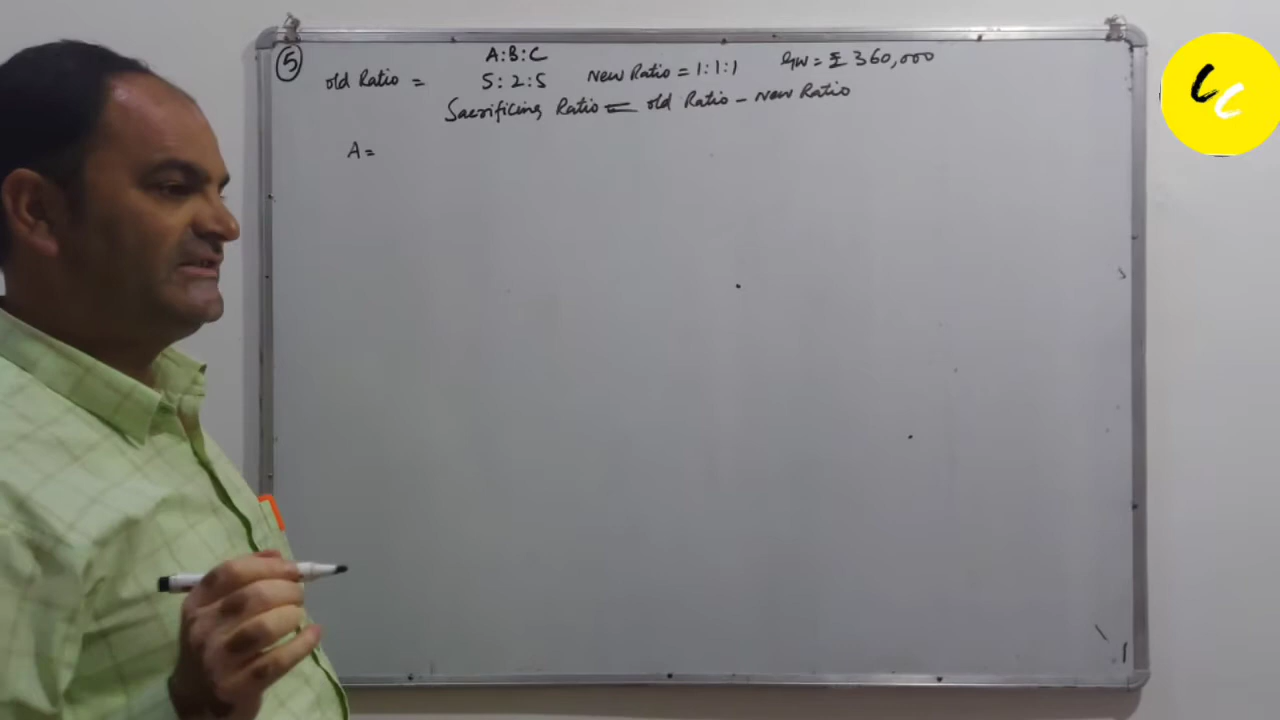 ⑤ A:B:C
old Ratio = 5:2:5 New Ratio = 1:1:1 GW = ₹ 360,000
Sacrificing Ratio = old Ratio - New Ratio
A =
LC